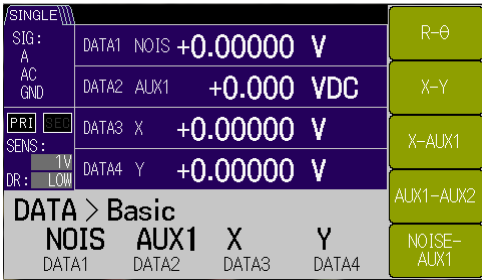 SINGLE
SIG:
A
AC
GND
PRI SEC
SENS:
1V
DR: LOW
DATA1 NOIS +0.00000 V
DATA2 AUX1 +0.000 VDC
DATA3 X +0.00000 V
DATA4 Y +0.00000 V
DATA > Basic
NOIS AUX1 X Y
DATA1 DATA2 DATA3 DATA4
R-θ
X-Y
X-AUX1
AUX1-AUX2
NOISE-
AUX1